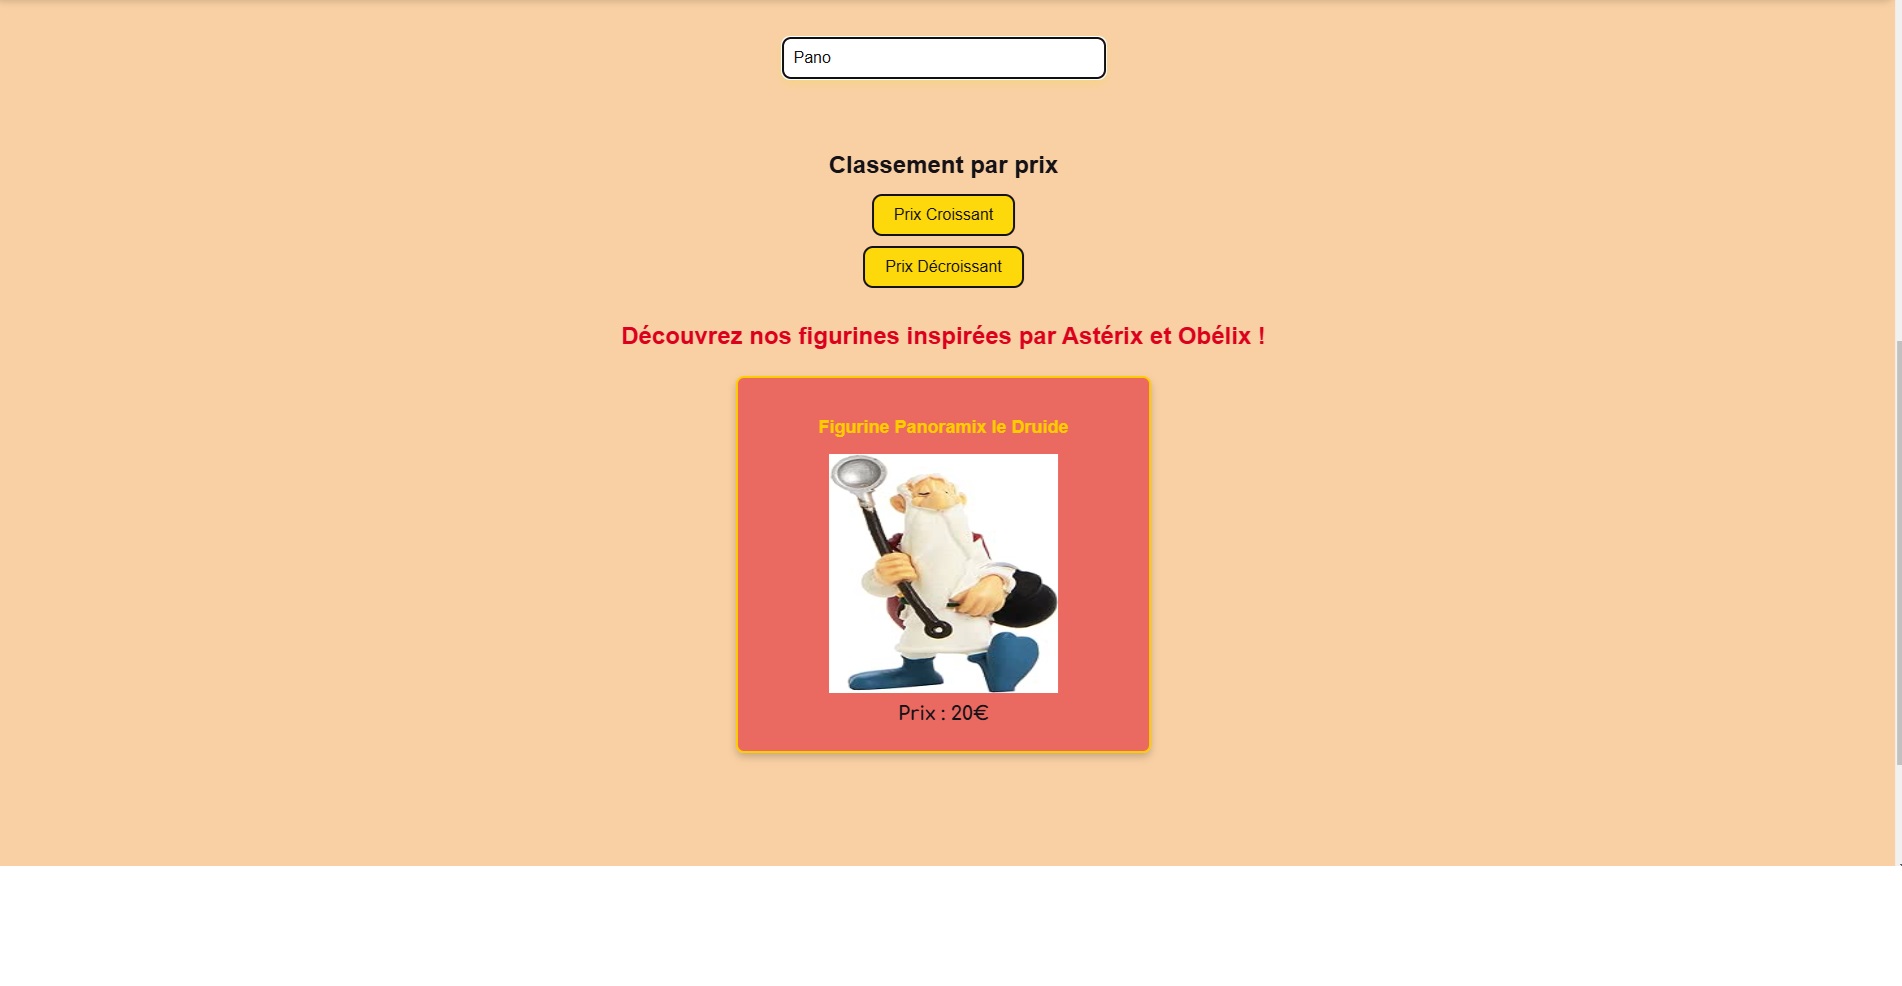 Pano
Classement par prix
Prix Croissant
Prix Décroissant
Découvrez nos figurines inspirées par Astérix et Obélix !
Figurine Panoramix le Druide
Prix : 20€